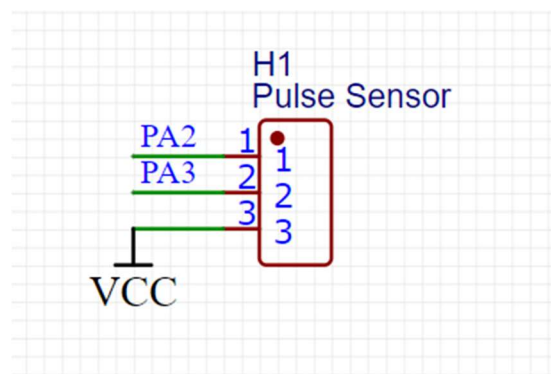 H1
Pulse Sensor
PA2 1 1
PA3 2 2
3 3
VCC